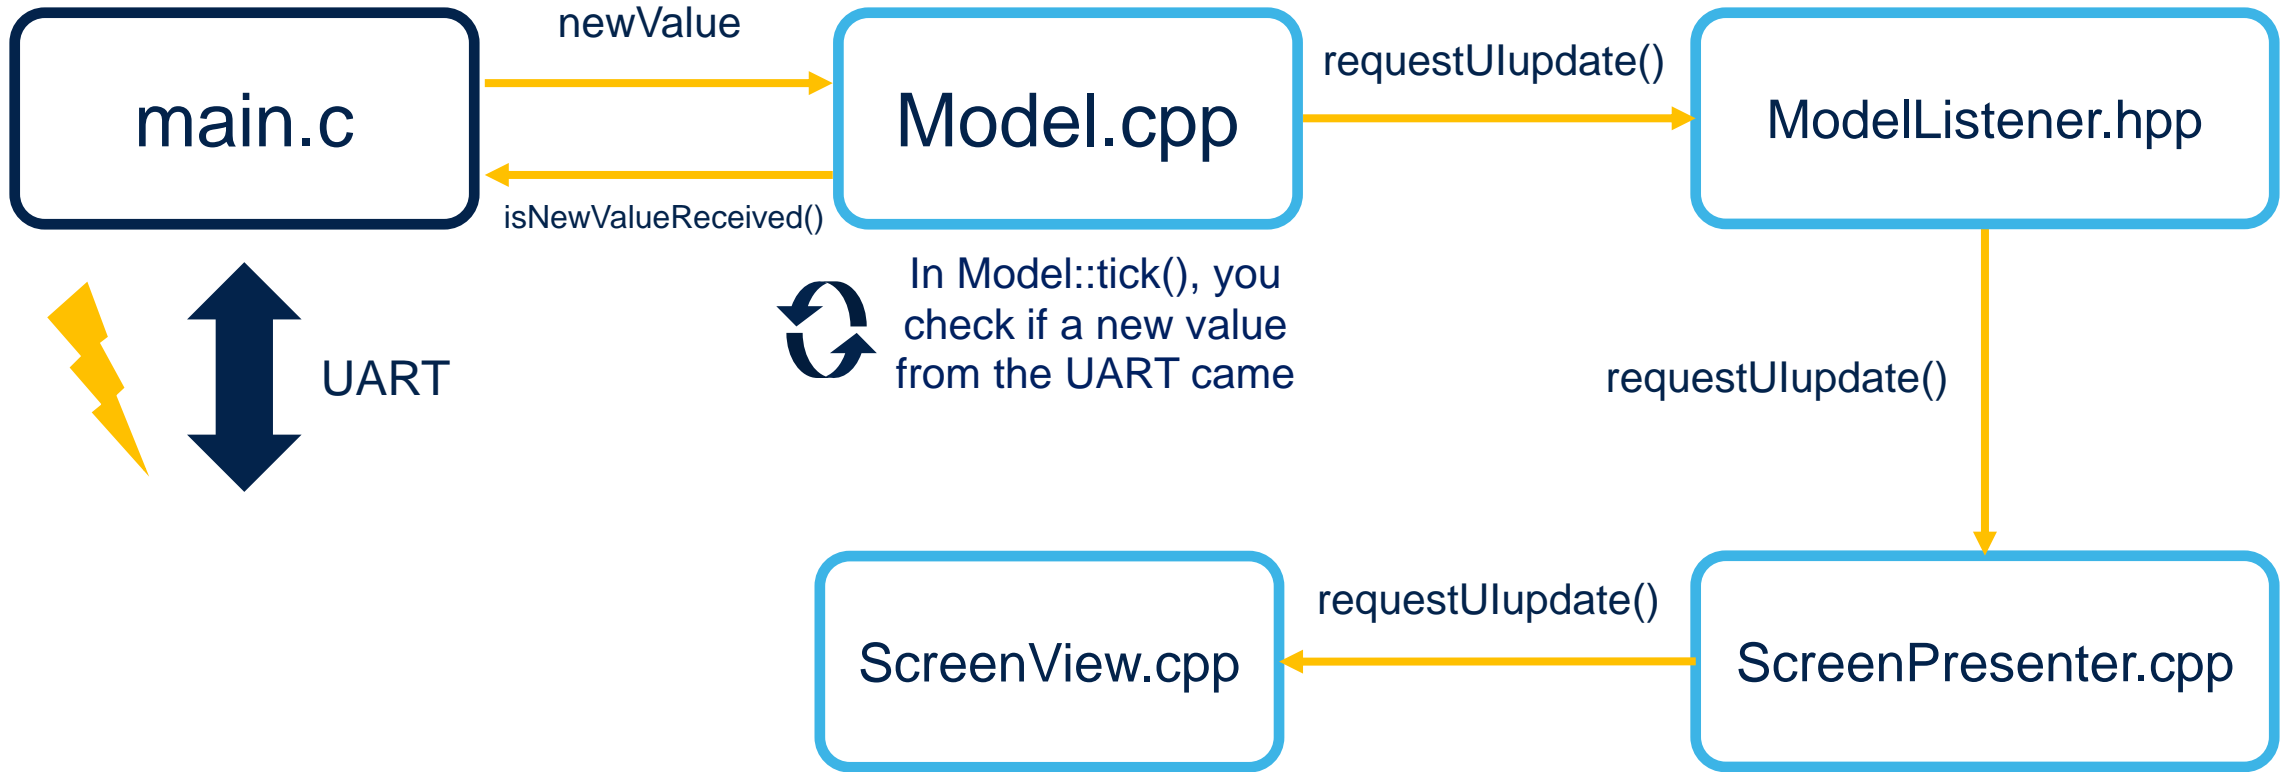 newValue
requestUIupdate()
main.c
Model.cpp
ModelListener.hpp
isNewValueReceived()
In Model::tick(), you
check if a new value
from the UART came
UART
requestUIupdate()
requestUIupdate()
ScreenView.cpp
ScreenPresenter.cpp